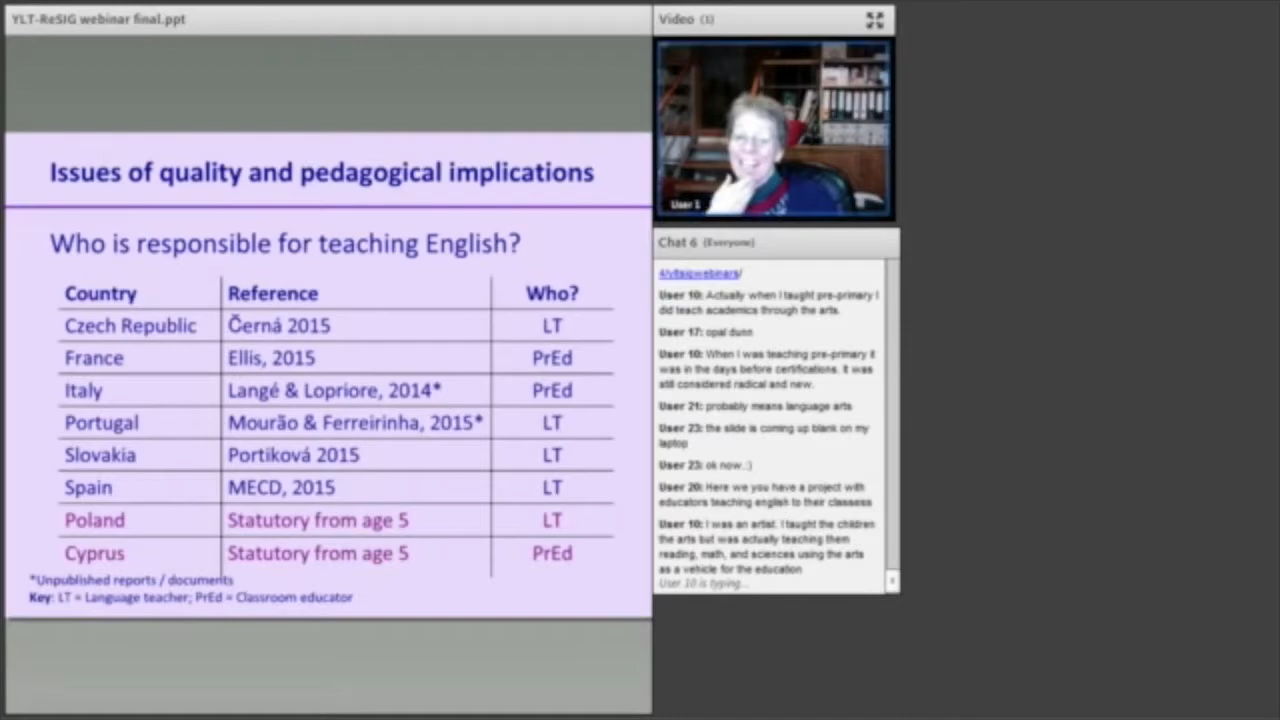 YLT-ReSIG webinar final.ppt
Issues of quality and pedagogical implications
Who is responsible for teaching English?
Country Reference Who?
Czech Republic Černá 2015 LT
France Ellis, 2015 PrEd
Italy Langé & Lopriore, 2014* PrEd
Portugal Mourão & Ferreirinha, 2015* LT
Slovakia Portiková 2015 LT
Spain MECD, 2015 LT
Poland Statutory from age 5 LT
Cyprus Statutory from age 5 PrEd
*Unpublished reports / documents
Key: LT = Language teacher; PrEd = Classroom educator
Video (1)
User 1
Chat 6 (Everyone)
4/yltsigwebinars/
User 10: Actually when I taught pre-primary I
did teach academics through the arts.
User 17: opal dunn
User 10: When I was teaching pre-primary it
was in the days before certifications. It was
still considered radical and new.
User 21: probably means language arts
User 23: the slide is coming up blank on my
laptop
User 23: ok now..:)
User 20: Here we you have a project with
educators teaching english to their classess
User 10: I was an artist. I taught the children
the arts but was actually teaching them
reading, math, and sciences using the arts
as a vehicle for the education
User 10 is typing...